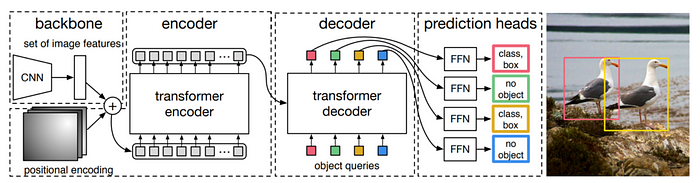 backbone
set of image features
CNN
positional encoding
encoder
transformer
encoder
...
...
decoder
transformer
decoder
object queries
prediction heads
FFN
class,
box
FFN
no
object
FFN
class,
box
FFN
no
object